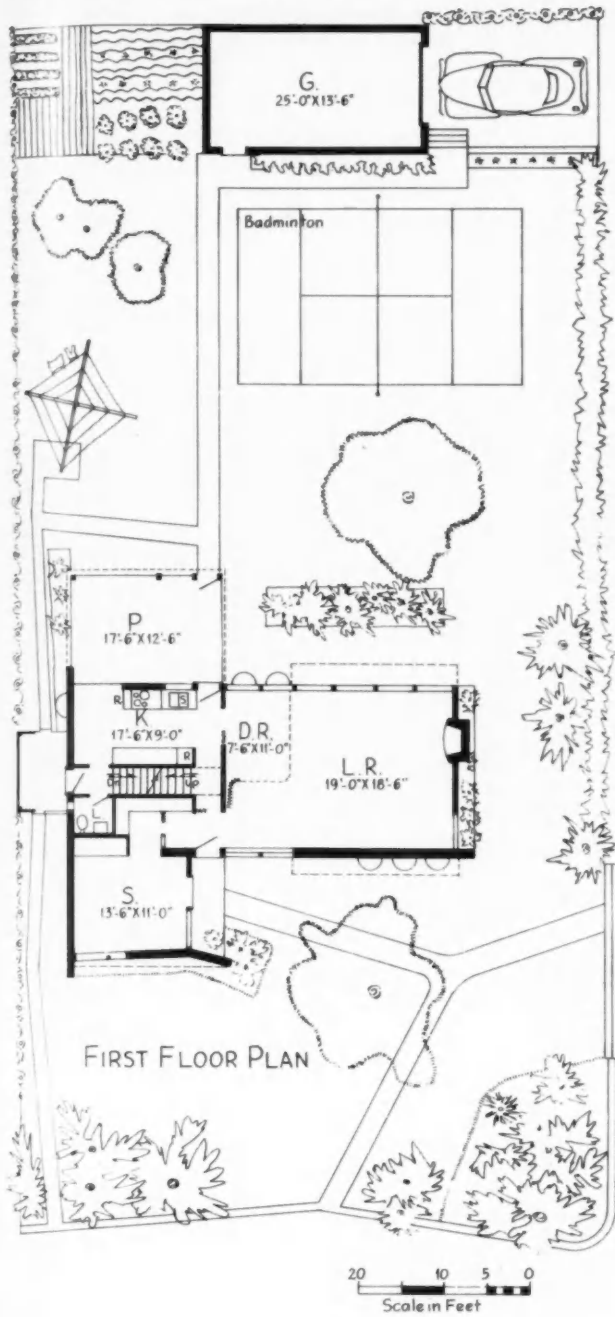 G.
25'-0"X13'-6"
Badminton
P.
17'-6"X12'-6"
R
S
K
17'-6"X9'-0"
R
D.R.
7'-6"X11'-0"
L.R.
19'-0"X18'-6"
L
S.
13'-6"X11'-0"
FIRST FLOOR PLAN
20 10 5 0
Scale in Feet